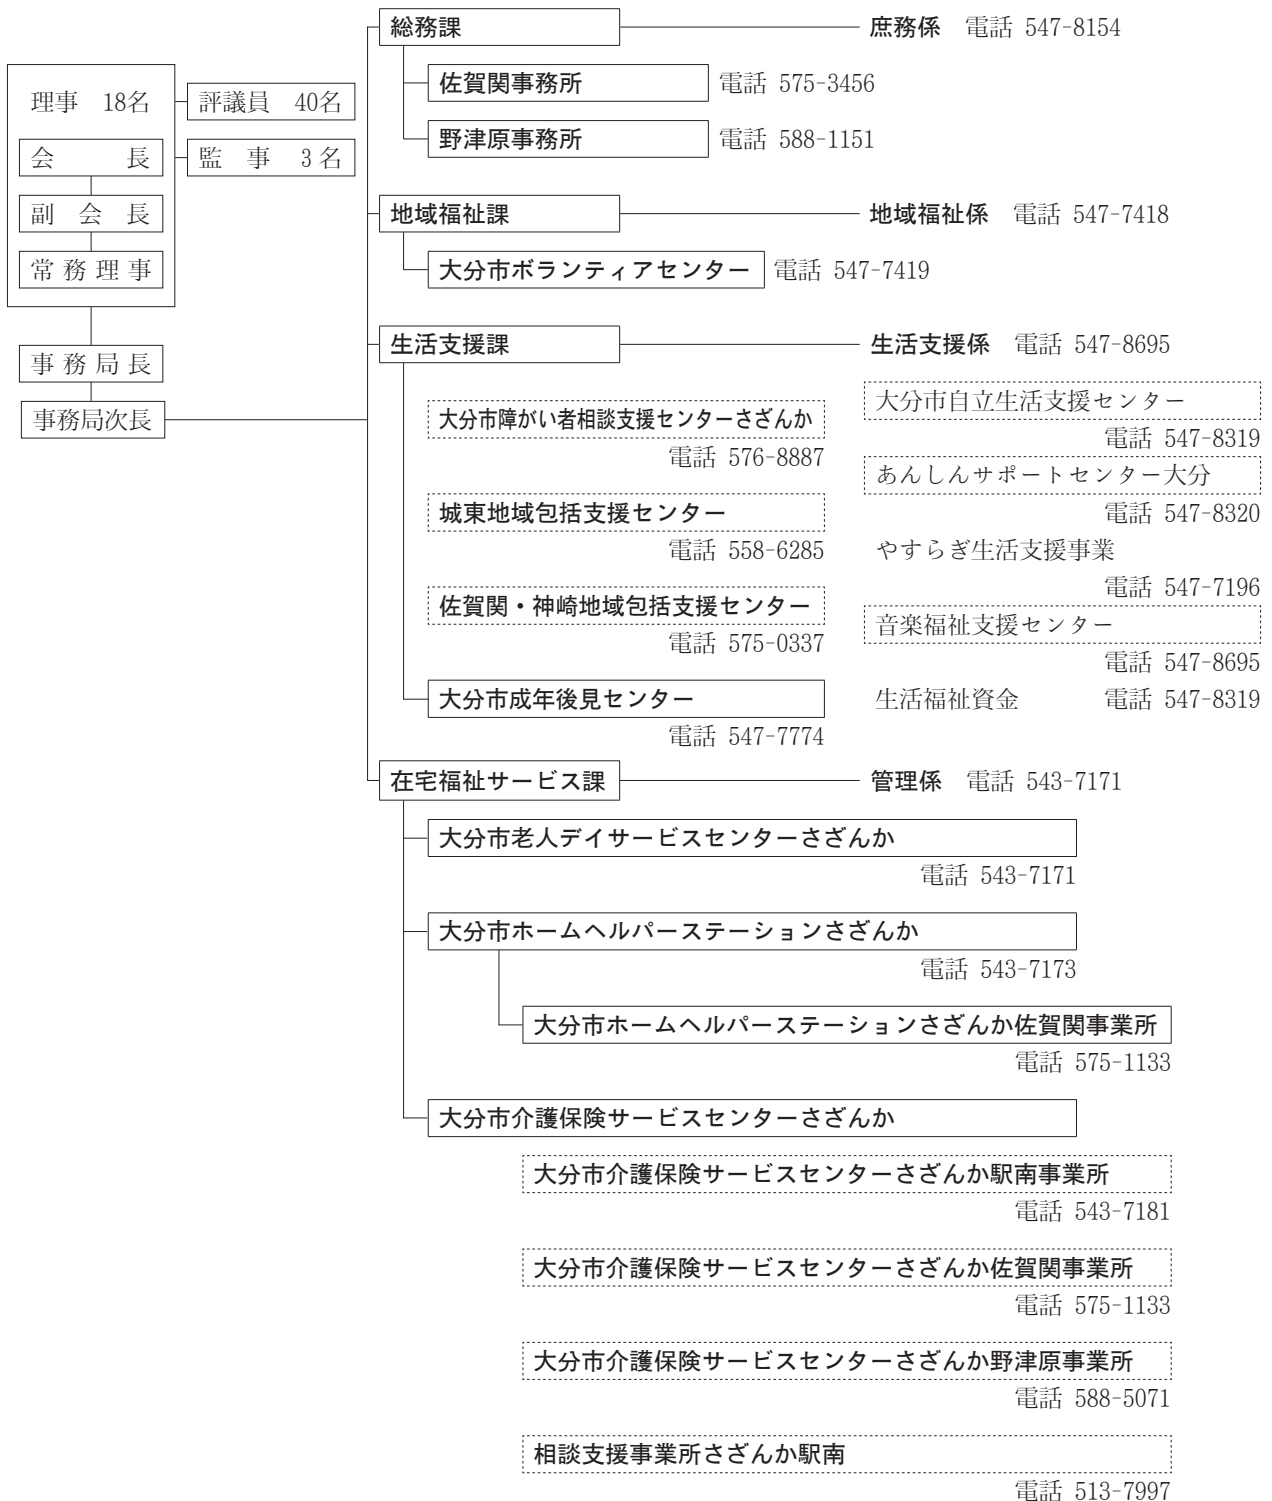 理事　18名
評議員　40名
会　　　長
監　事　3名
副　会　長
常務理事
事務局長
事務局次長
総務課
庶務係　電話 547-8154
佐賀関事務所　電話 575-3456
野津原事務所　電話 588-1151
地域福祉課
地域福祉係　電話 547-7418
大分市ボランティアセンター　電話 547-7419
生活支援課
生活支援係　電話 547-8695
大分市障がい者相談支援センターさざんか
電話 576-8887
城東地域包括支援センター
電話 558-6285
佐賀関・神崎地域包括支援センター
電話 575-0337
大分市成年後見センター
電話 547-7774
大分市自立生活支援センター
電話 547-8319
あんしんサポートセンター大分
電話 547-8320
やすらぎ生活支援事業
電話 547-7196
音楽福祉支援センター
電話 547-8695
生活福祉資金　電話 547-8319
在宅福祉サービス課
管理係　電話 543-7171
大分市老人デイサービスセンターさざんか
電話 543-7171
大分市ホームヘルパーステーションさざんか
電話 543-7173
大分市ホームヘルパーステーションさざんか佐賀関事業所
電話 575-1133
大分市介護保険サービスセンターさざんか
大分市介護保険サービスセンターさざんか駅南事業所
電話 543-7181
大分市介護保険サービスセンターさざんか佐賀関事業所
電話 575-1133
大分市介護保険サービスセンターさざんか野津原事業所
電話 588-5071
相談支援事業所さざんか駅南
電話 513-7997